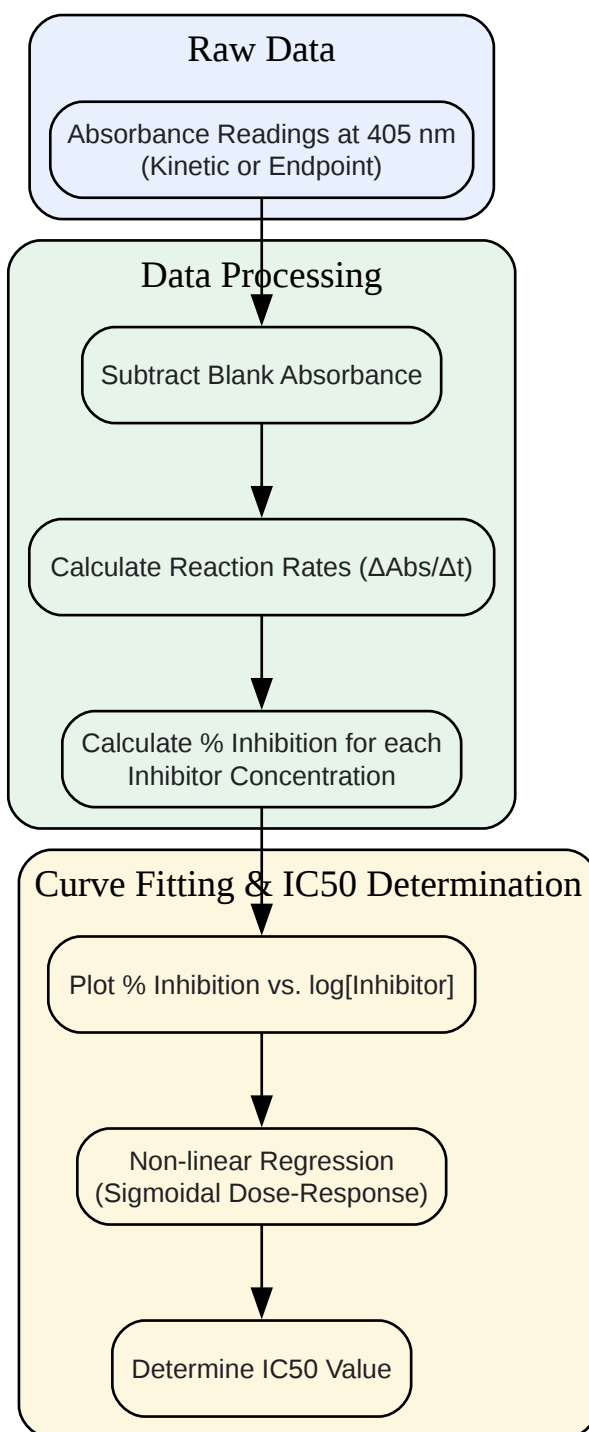 Raw Data
Absorbance Readings at 405 nm
(Kinetic or Endpoint)
Data Processing
Subtract Blank Absorbance
Calculate Reaction Rates (ΔAbs/Δt)
Calculate % Inhibition for each
Inhibitor Concentration
Curve Fitting & IC50 Determination
Plot % Inhibition vs. log[Inhibitor]
Non-linear Regression
(Sigmoidal Dose-Response)
Determine IC50 Value